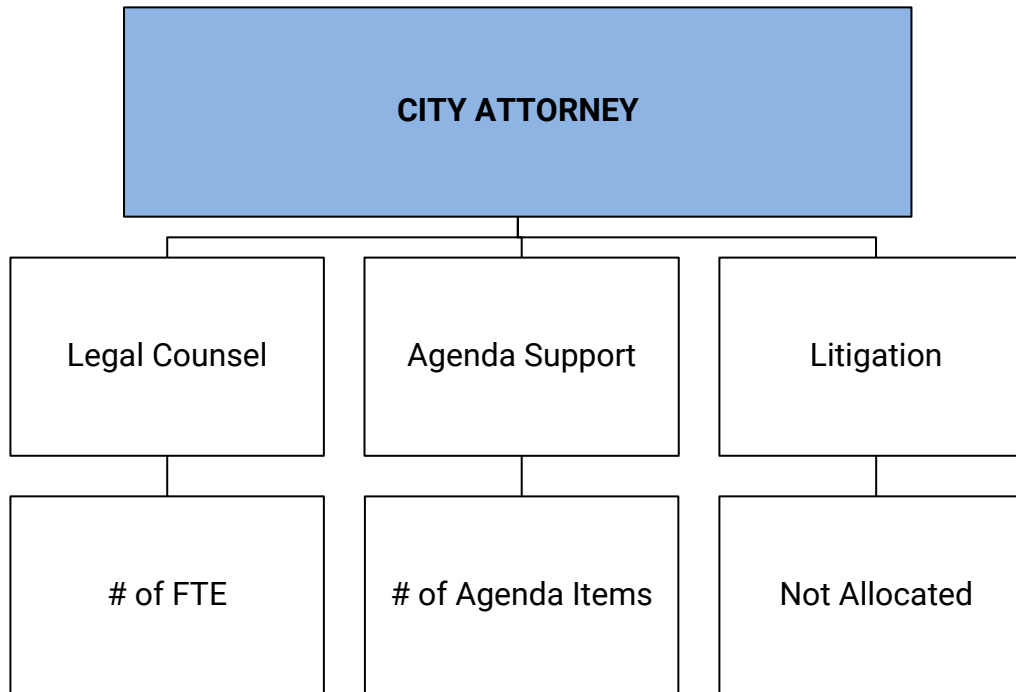 CITY ATTORNEY
Legal Counsel
Agenda Support
Litigation
# of FTE
# of Agenda Items
Not Allocated